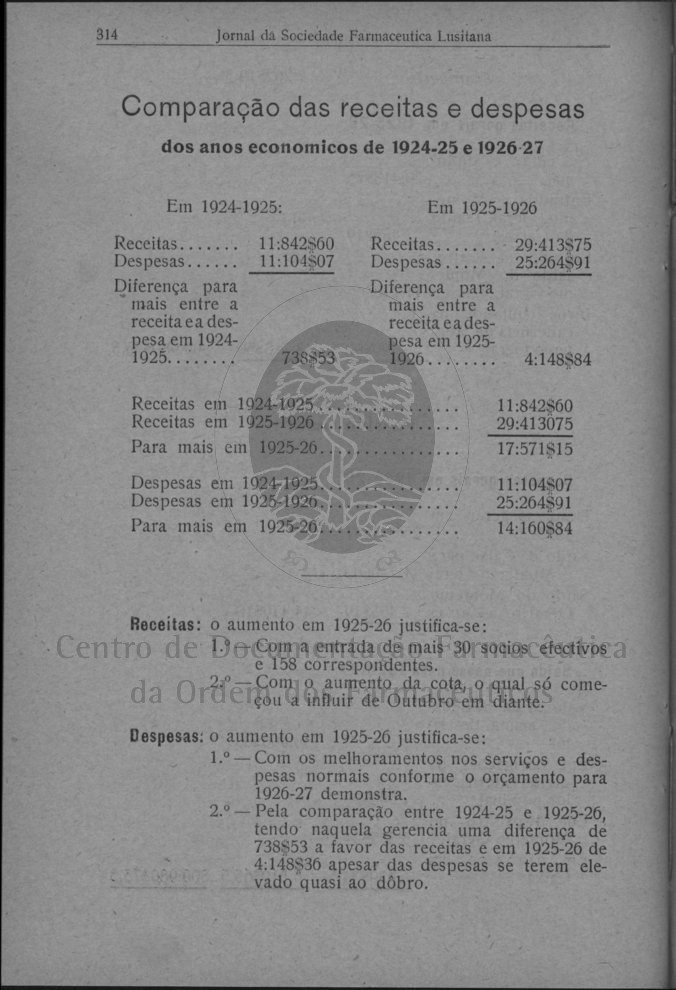 314 Jornal da Sociedade Farmaceutica Lusitana
Comparação das receitas e despesas
dos anos economicos de 1924-25 e 1926-27
Em 1924-1925:
Receitas....... 11:842$60
Despesas...... 11:104$07
Diferença para
mais entre a
receita e a des-
pesa em 1924-
1925........ 738$53
Em 1925-1926
Receitas....... 29:413$75
Despesas...... 25:264$91
Diferença para
mais entre a
receita e a des-
pesa em 1925-
1926........ 4:148$84
Receitas em 1924-1925................ 11:842$60
Receitas em 1925-1926................ 29:413075
Para mais em 1925-26................ 17:571$15
Despesas em 1924-1925................ 11:104$07
Despesas em 1925-1926................ 25:264$91
Para mais em 1925-26................ 14:160$84
Receitas: o aumento em 1925-26 justifica-se:
1.º — Com a entrada de mais 30 socios efectivos
e 158 correspondentes.
2.º — Com o aumento da cota, o qual só come-
çou a influir de Outubro em diante.
Centro de Documentação Farmacêutica
da Ordem dos Farmacêuticos
Despesas: o aumento em 1925-26 justifica-se:
1.º — Com os melhoramentos nos serviços e des-
pesas normais conforme o orçamento para
1926-27 demonstra.
2.º — Pela comparação entre 1924-25 e 1925-26,
tendo naquela gerencia uma diferença de
738$53 a favor das receitas e em 1925-26 de
4:148$36 apesar das despesas se terem ele-
vado quasi ao dôbro.